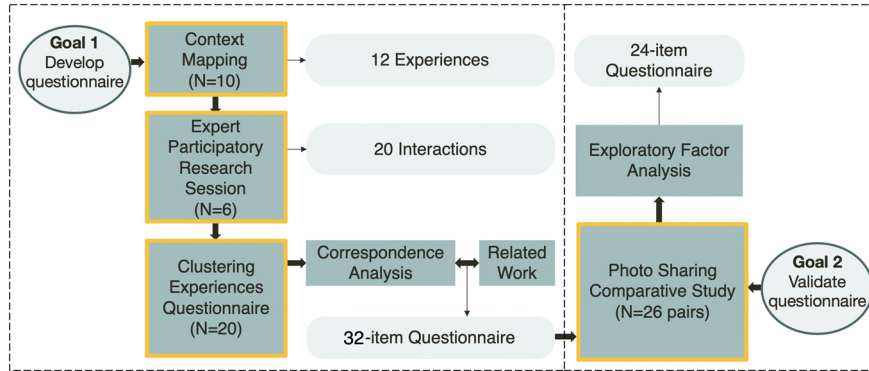 Goal 1
Develop
questionnaire
Context
Mapping
(N=10)
12 Experiences
Expert
Participatory
Research
Session
(N=6)
20 Interactions
Clustering
Experiences
Questionnaire
(N=20)
Correspondence
Analysis
Related
Work
32-item Questionnaire
24-item
Questionnaire
Exploratory Factor
Analysis
Photo Sharing
Comparative Study
(N=26 pairs)
Goal 2
Validate
questionnaire